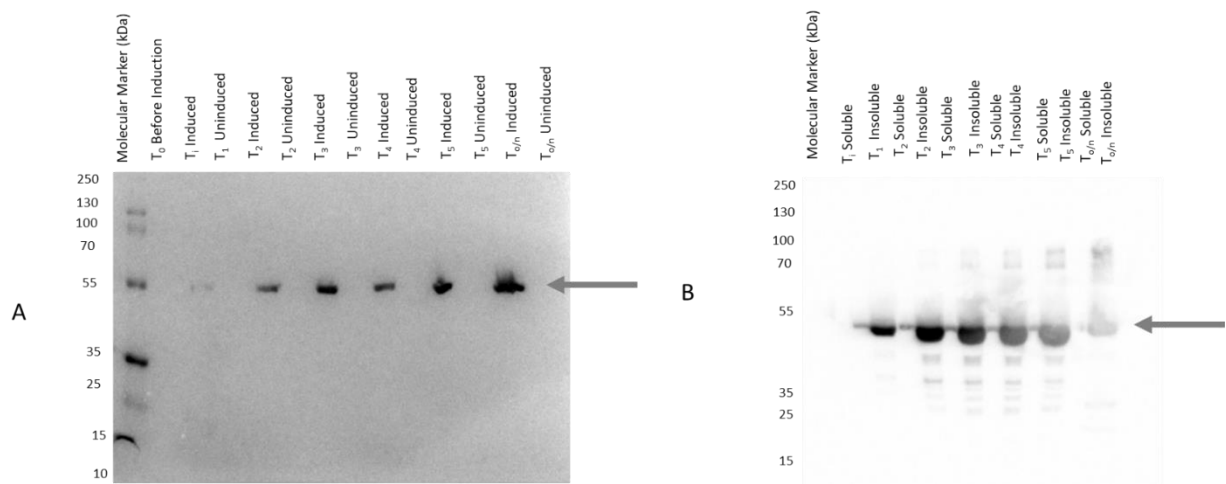 A
Molecular Marker (kDa)
T0 Before Induction
Ti Induced
T1 Uninduced
T2 Induced
T2 Uninduced
T3 Induced
T3 Uninduced
T4 Induced
T4 Uninduced
T5 Induced
T5 Uninduced
To/n Induced
To/n Uninduced
250
130
100
70
55
35
25
15
10
B
Molecular Marker (kDa)
Ti Soluble
T1 Insoluble
T2 Soluble
T2 Insoluble
T3 Soluble
T3 Insoluble
T4 Soluble
T4 Insoluble
T5 Soluble
T5 Insoluble
To/n Soluble
To/n Insoluble
250
130
100
70
55
35
25
15